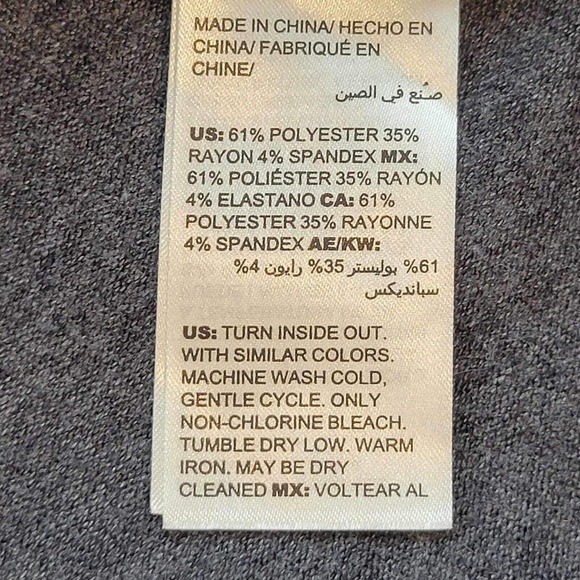 MADE IN CHINA/ HECHO EN
CHINA/ FABRIQUÉ EN
CHINE/
صُنع في الصين
US: 61% POLYESTER 35%
RAYON 4% SPANDEX MX:
61% POLIÉSTER 35% RAYÓN
4% ELASTANO CA: 61%
POLYESTER 35% RAYONNE
4% SPANDEX AE/KW:
61% بوليستر 35% رايون 4%
سبانديكس
US: TURN INSIDE OUT.
WITH SIMILAR COLORS.
MACHINE WASH COLD,
GENTLE CYCLE. ONLY
NON-CHLORINE BLEACH.
TUMBLE DRY LOW. WARM
IRON. MAY BE DRY
CLEANED MX: VOLTEAR AL